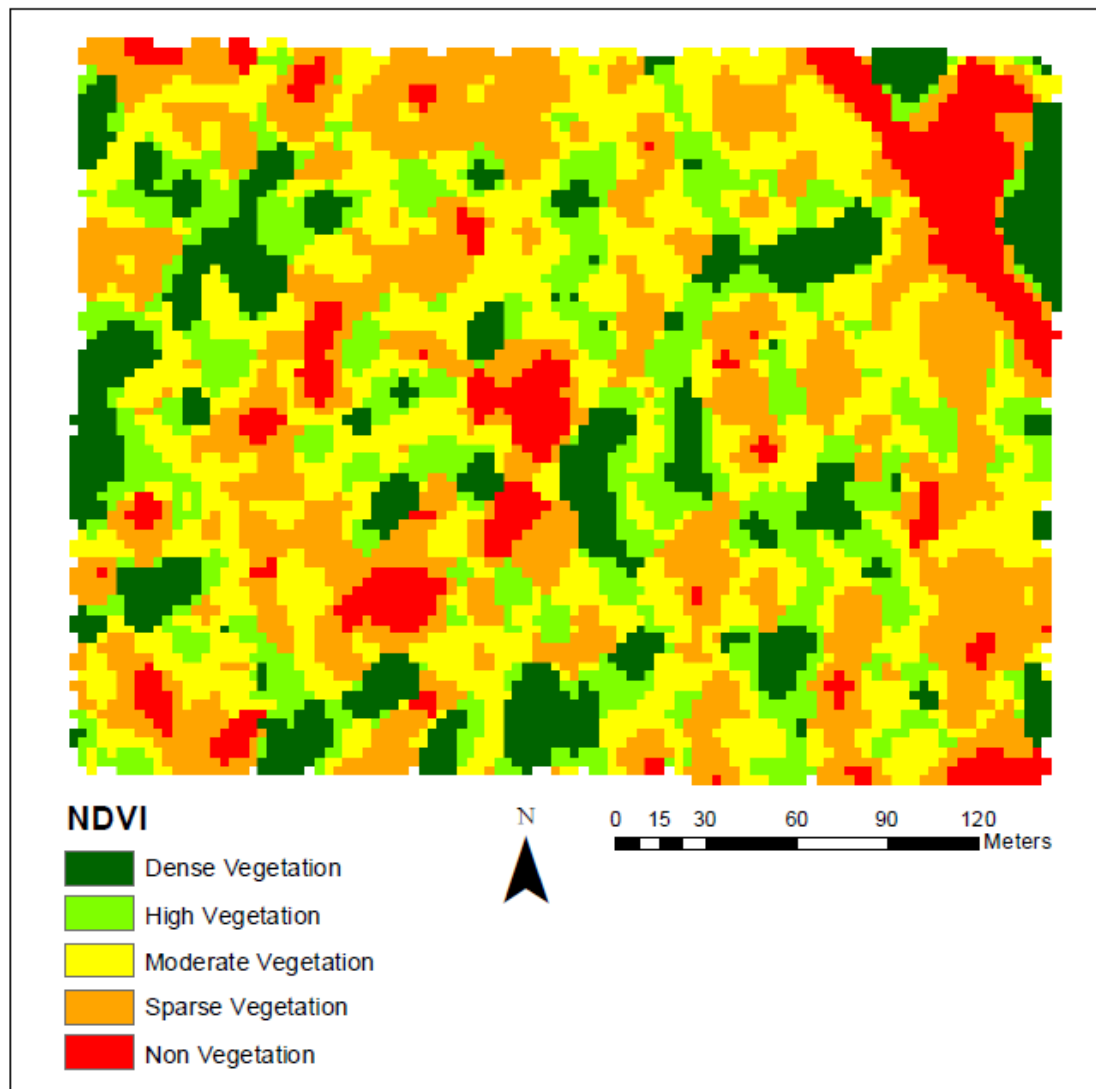 NDVI
Dense Vegetation
High Vegetation
Moderate Vegetation
Sparse Vegetation
Non Vegetation
N
0 15 30 60 90 120
Meters